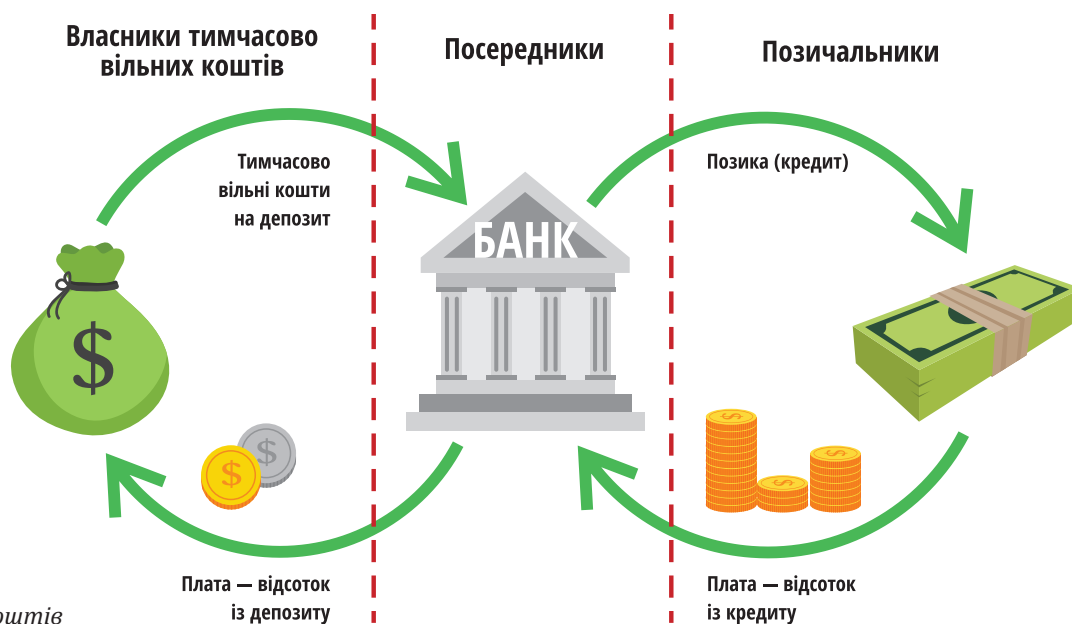 Власники тимчасово
вільних коштів
Посередники
Позичальники
Тимчасово
вільні кошти
на депозит
Позика (кредит)
БАНК
$
$
$
$
$
$
Плата — відсоток
із депозиту
Плата — відсоток
із кредиту